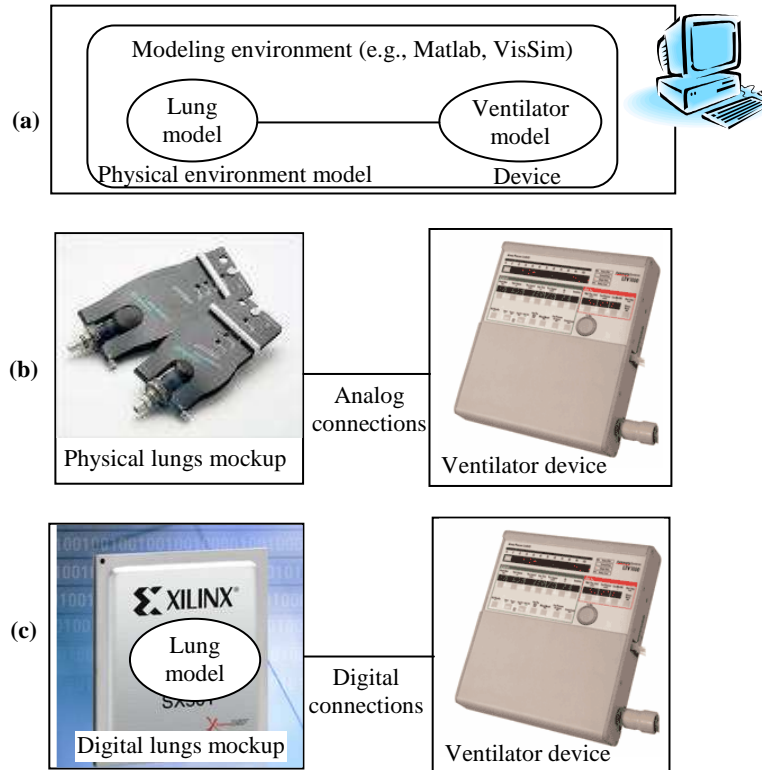 (a)
Modeling environment (e.g., Matlab, VisSim)
Lung
model
Ventilator
model
Physical environment model
Device
(b)
Physical lungs mockup
Analog
connections
Ventilator device
(c)
XILINX®
Lung
model
Digital lungs mockup
Digital
connections
Ventilator device